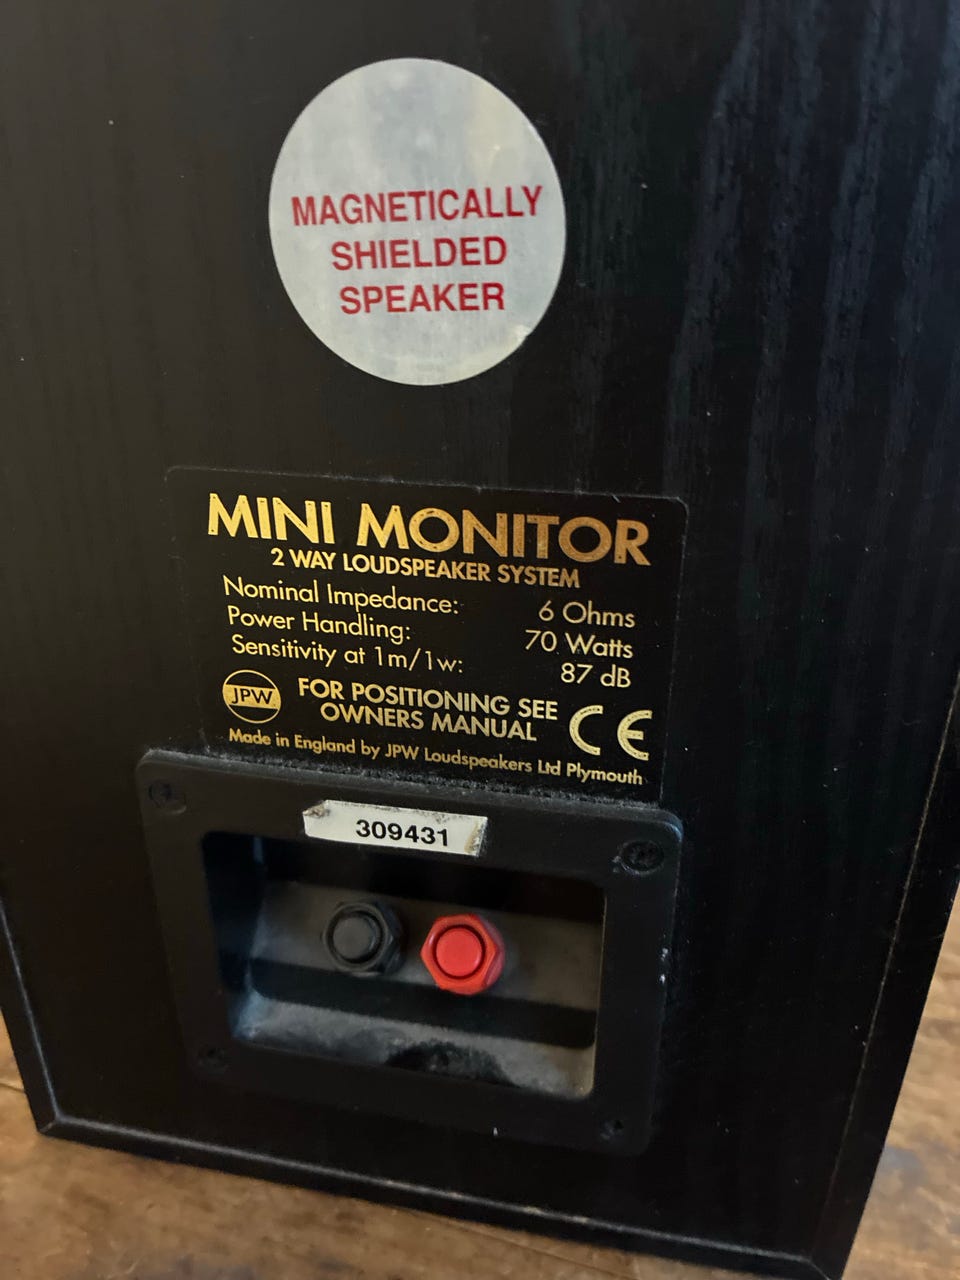 MAGNETICALLY
SHIELDED
SPEAKER
MINI MONITOR
2 WAY LOUDSPEAKER SYSTEM
Nominal Impedance: 6 Ohms
Power Handling: 70 Watts
Sensitivity at 1m/1w: 87 dB
JPW
FOR POSITIONING SEE
OWNERS MANUAL
CE
Made in England by JPW Loudspeakers Ltd Plymouth
309431